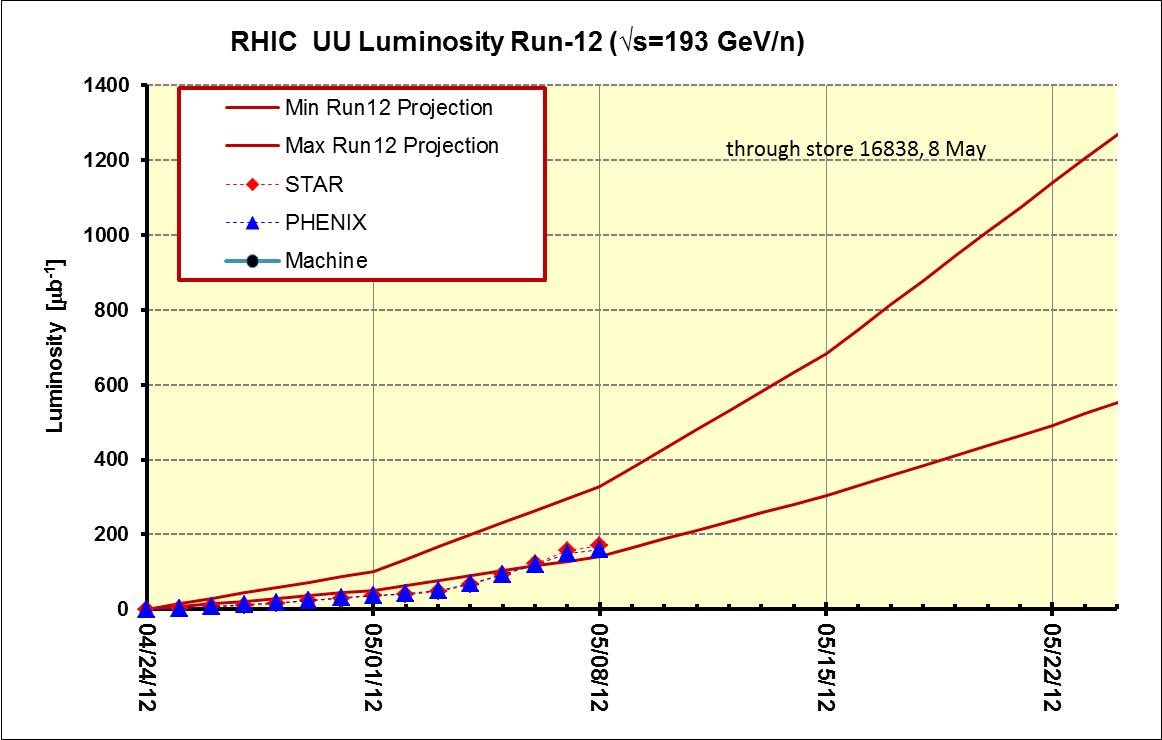 RHIC UU Luminosity Run-12 (√s=193 GeV/n)
Min Run12 Projection
Max Run12 Projection
STAR
PHENIX
Machine
through store 16838, 8 May
Luminosity [μb-1]
1400
1200
1000
800
600
400
200
0
04/24/12
05/01/12
05/08/12
05/15/12
05/22/12